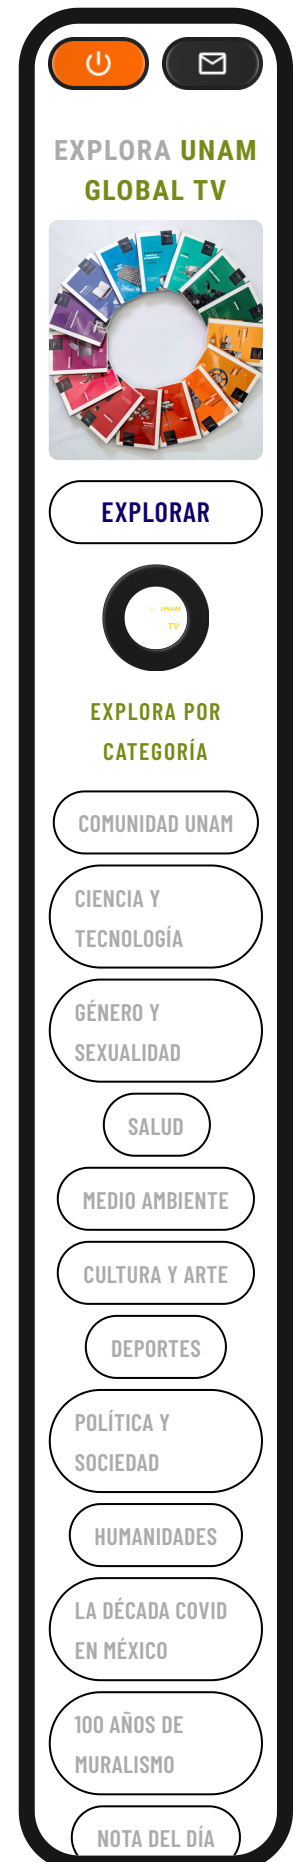 EXPLORA UNAM
GLOBAL TV
EXPLORAR
UNAM
TV
EXPLORA POR
CATEGORÍA
COMUNIDAD UNAM
CIENCIA Y
TECNOLOGÍA
GÉNERO Y
SEXUALIDAD
SALUD
MEDIO AMBIENTE
CULTURA Y ARTE
DEPORTES
POLÍTICA Y
SOCIEDAD
HUMANIDADES
LA DÉCADA COVID
EN MÉXICO
100 AÑOS DE
MURALISMO
NOTA DEL DÍA